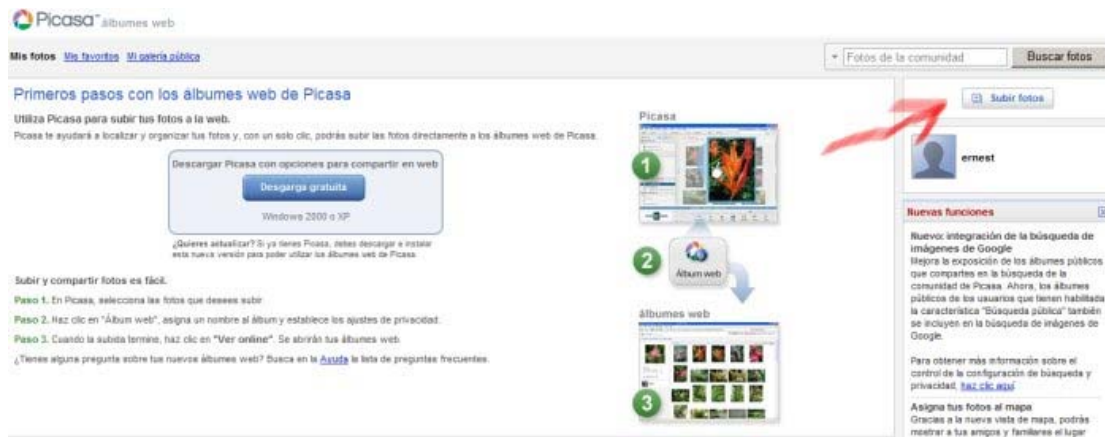 Picasa™ álbumes web
Mis fotos Mis favoritos Mi galería pública
Fotos de la comunidad
Buscar fotos
Primeros pasos con los álbumes web de Picasa
Utiliza Picasa para subir tus fotos a la web.
Picasa te ayudará a localizar y organizar tus fotos y, con un solo clic, podrás subir las fotos directamente a los álbumes web de Picasa.
Descargar Picasa con opciones para compartir en web
Desgarga gratuita
Windows 2000 o XP
¿Quieres actualizar? Si ya tienes Picasa, debes descargar e instalar
esta nueva versión para poder utilizar los álbumes web de Picasa.
Subir y compartir fotos es fácil.
Paso 1. En Picasa, selecciona las fotos que desees subir
Paso 2. Haz clic en "Álbum web", asigna un nombre al álbum y establece los ajustes de privacidad.
Paso 3. Cuando la subida termine, haz clic en "Ver online". Se abrirán tus álbumes web.
¿Tienes alguna pregunta sobre tus nuevos álbumes web? Busca en la Ayuda la lista de preguntas frecuentes.
Picasa
1
2
Álbum web
álbumes web
3
Subir fotos
ernest
Nuevas funciones
Nuevo: integración de la búsqueda de
imágenes de Google
Mejora la exposición de los álbumes públicos
que compartes en la búsqueda de la
comunidad de Picasa. Ahora, los álbumes
públicos de los usuarios que tienen habilitada
la característica "Búsqueda pública" también
se incluyen en la búsqueda de imágenes de
Google.
Para obtener más información sobre el
control de la configuración de búsqueda y
privacidad, haz clic aquí
Asigna tus fotos al mapa
Gracias a la nueva vista de mapa, podrás
mostrar a tus amigos y familiares el lugar